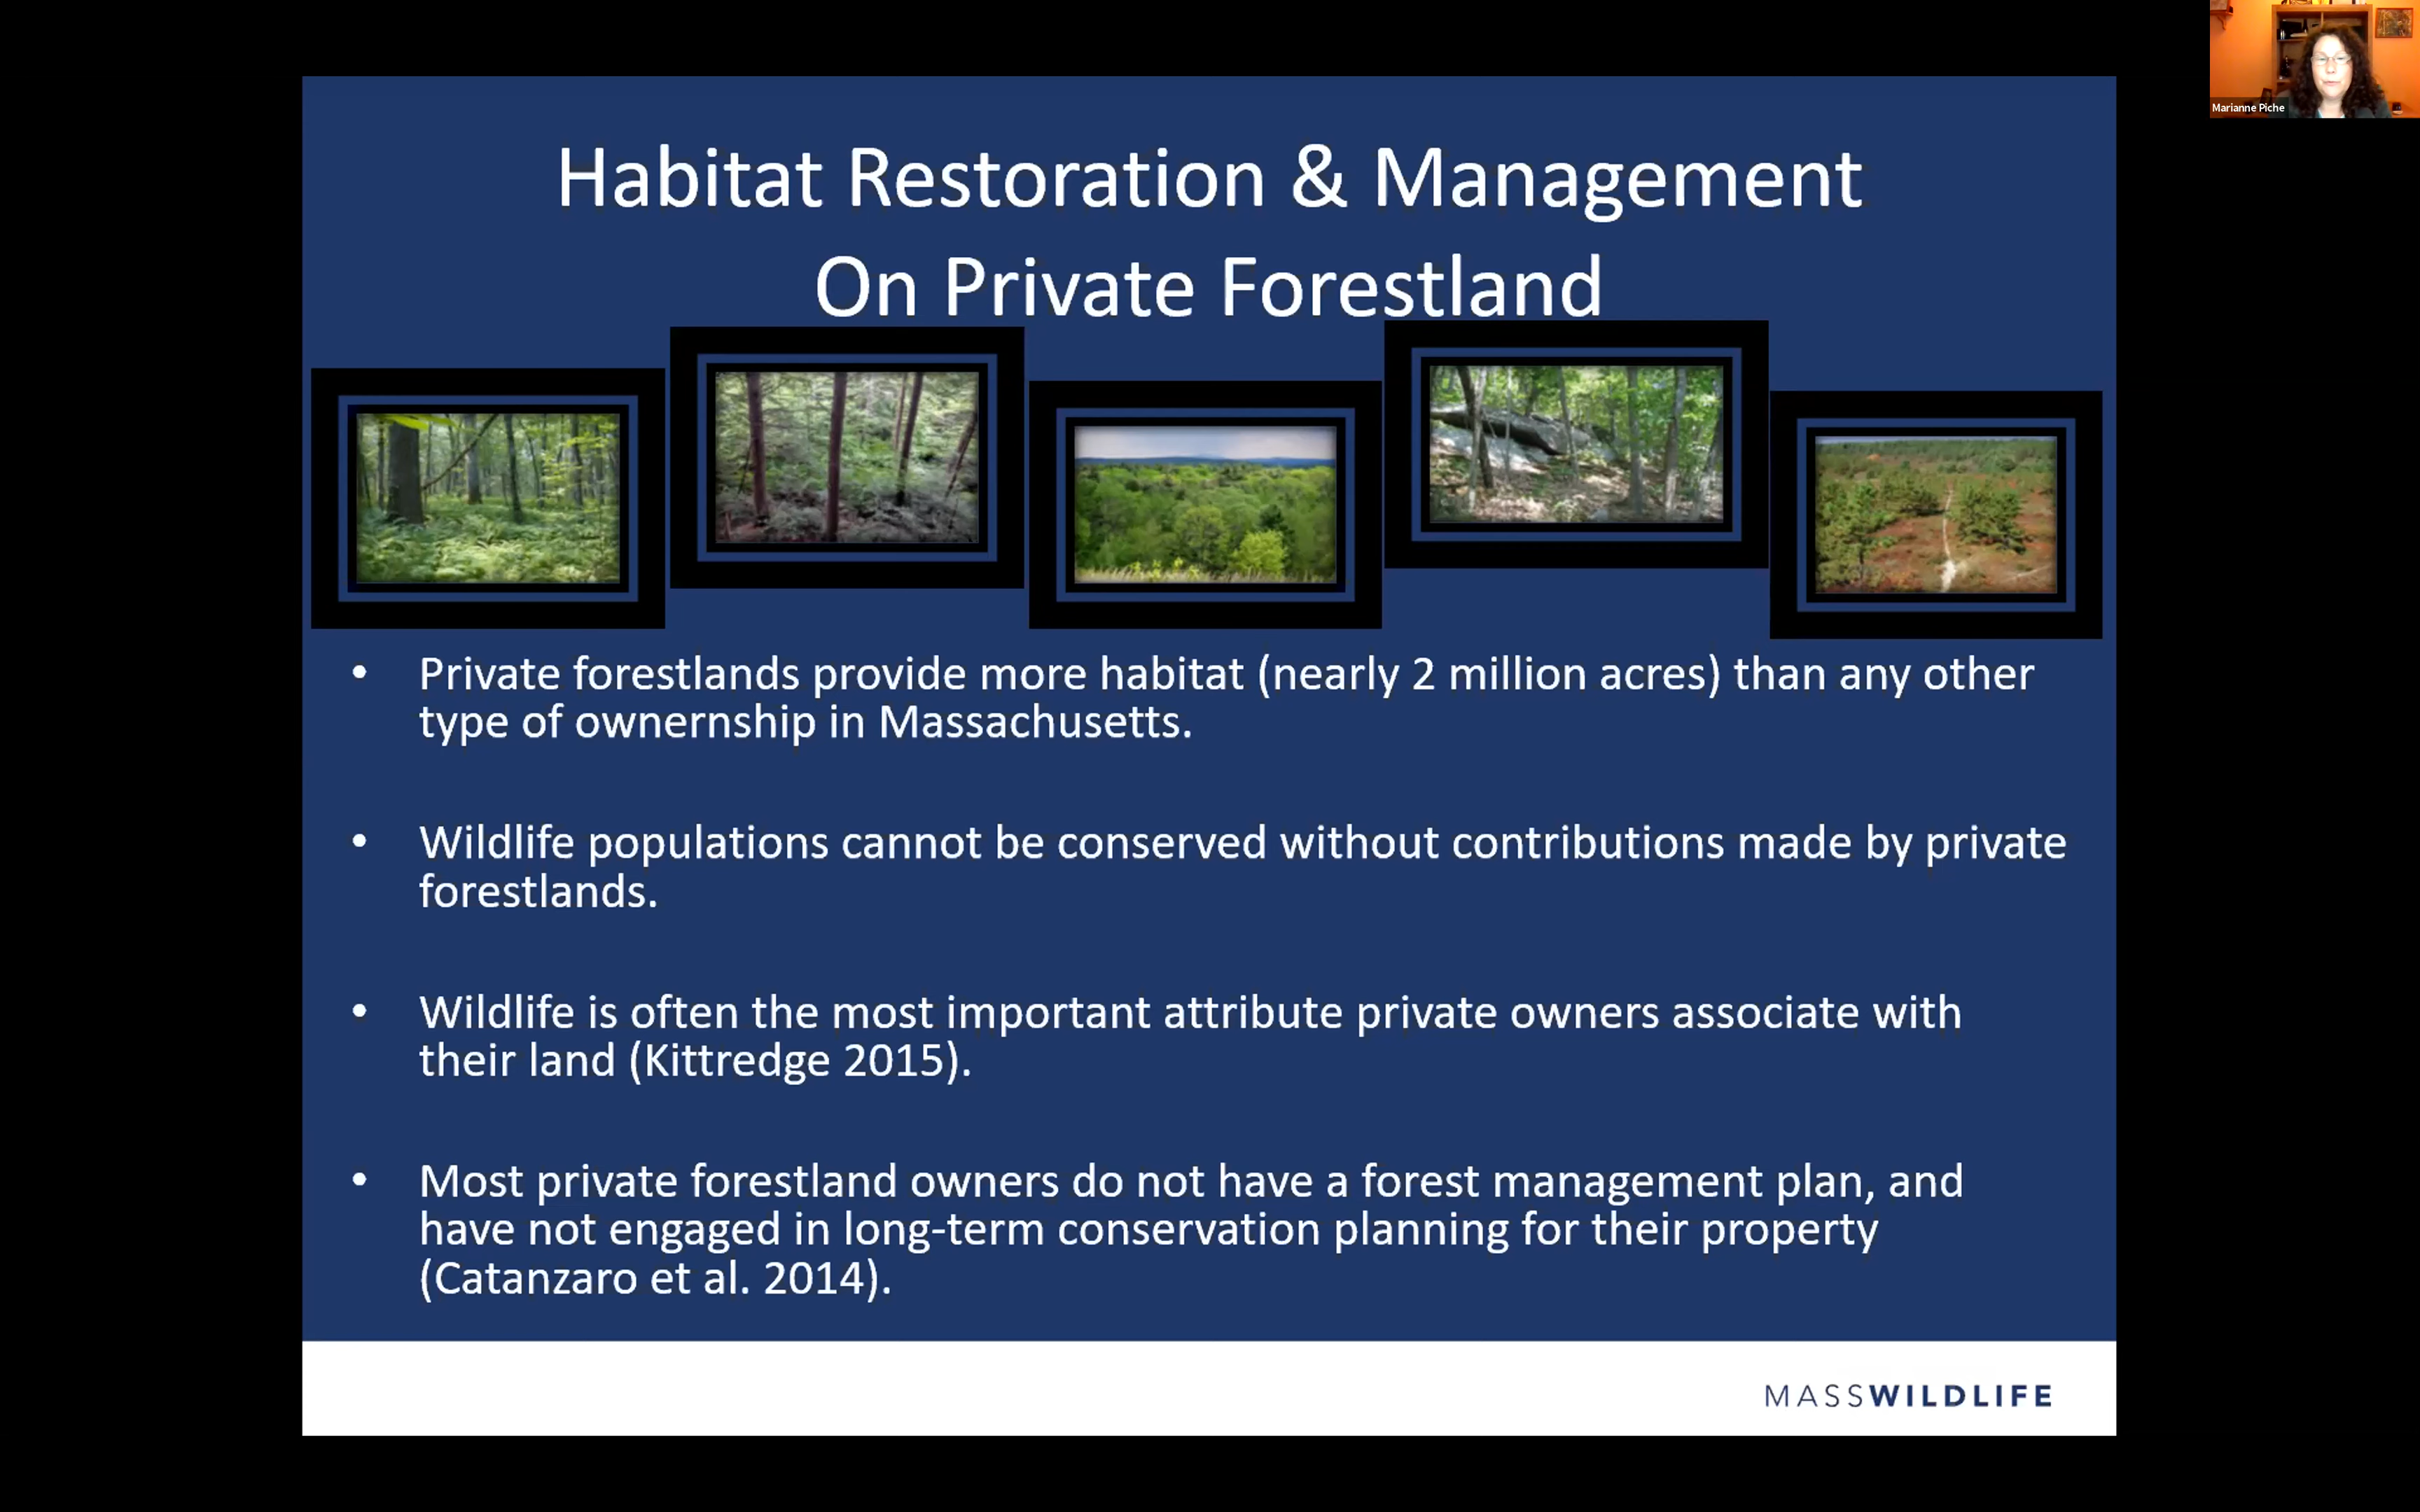 Marianne Piche
Habitat Restoration & Management
On Private Forestland
• Private forestlands provide more habitat (nearly 2 million acres) than any other
type of ownernship in Massachusetts.
• Wildlife populations cannot be conserved without contributions made by private
forestlands.
• Wildlife is often the most important attribute private owners associate with
their land (Kittredge 2015).
• Most private forestland owners do not have a forest management plan, and
have not engaged in long-term conservation planning for their property
(Catanzaro et al. 2014).
MASSWILDLIFE